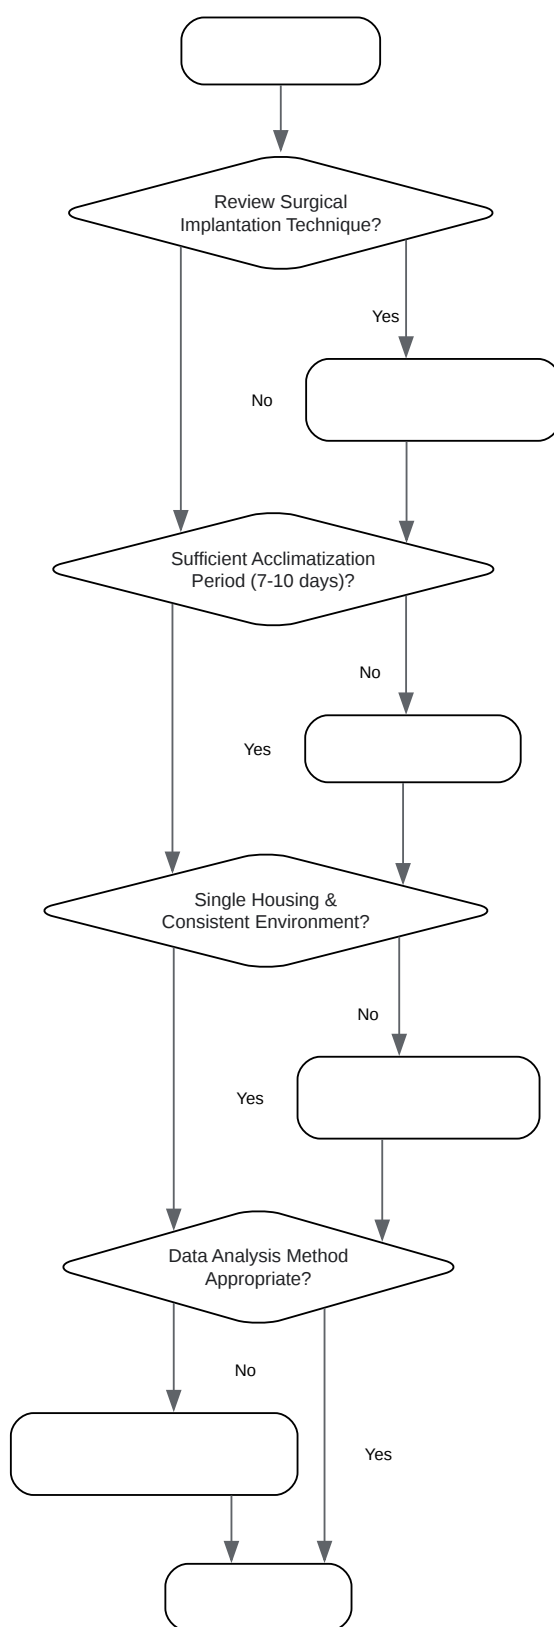 Review Surgical
Implantation Technique?
Yes
No
Sufficient Acclimatization
Period (7-10 days)?
No
Yes
Single Housing &
Consistent Environment?
No
Yes
Data Analysis Method
Appropriate?
No
Yes